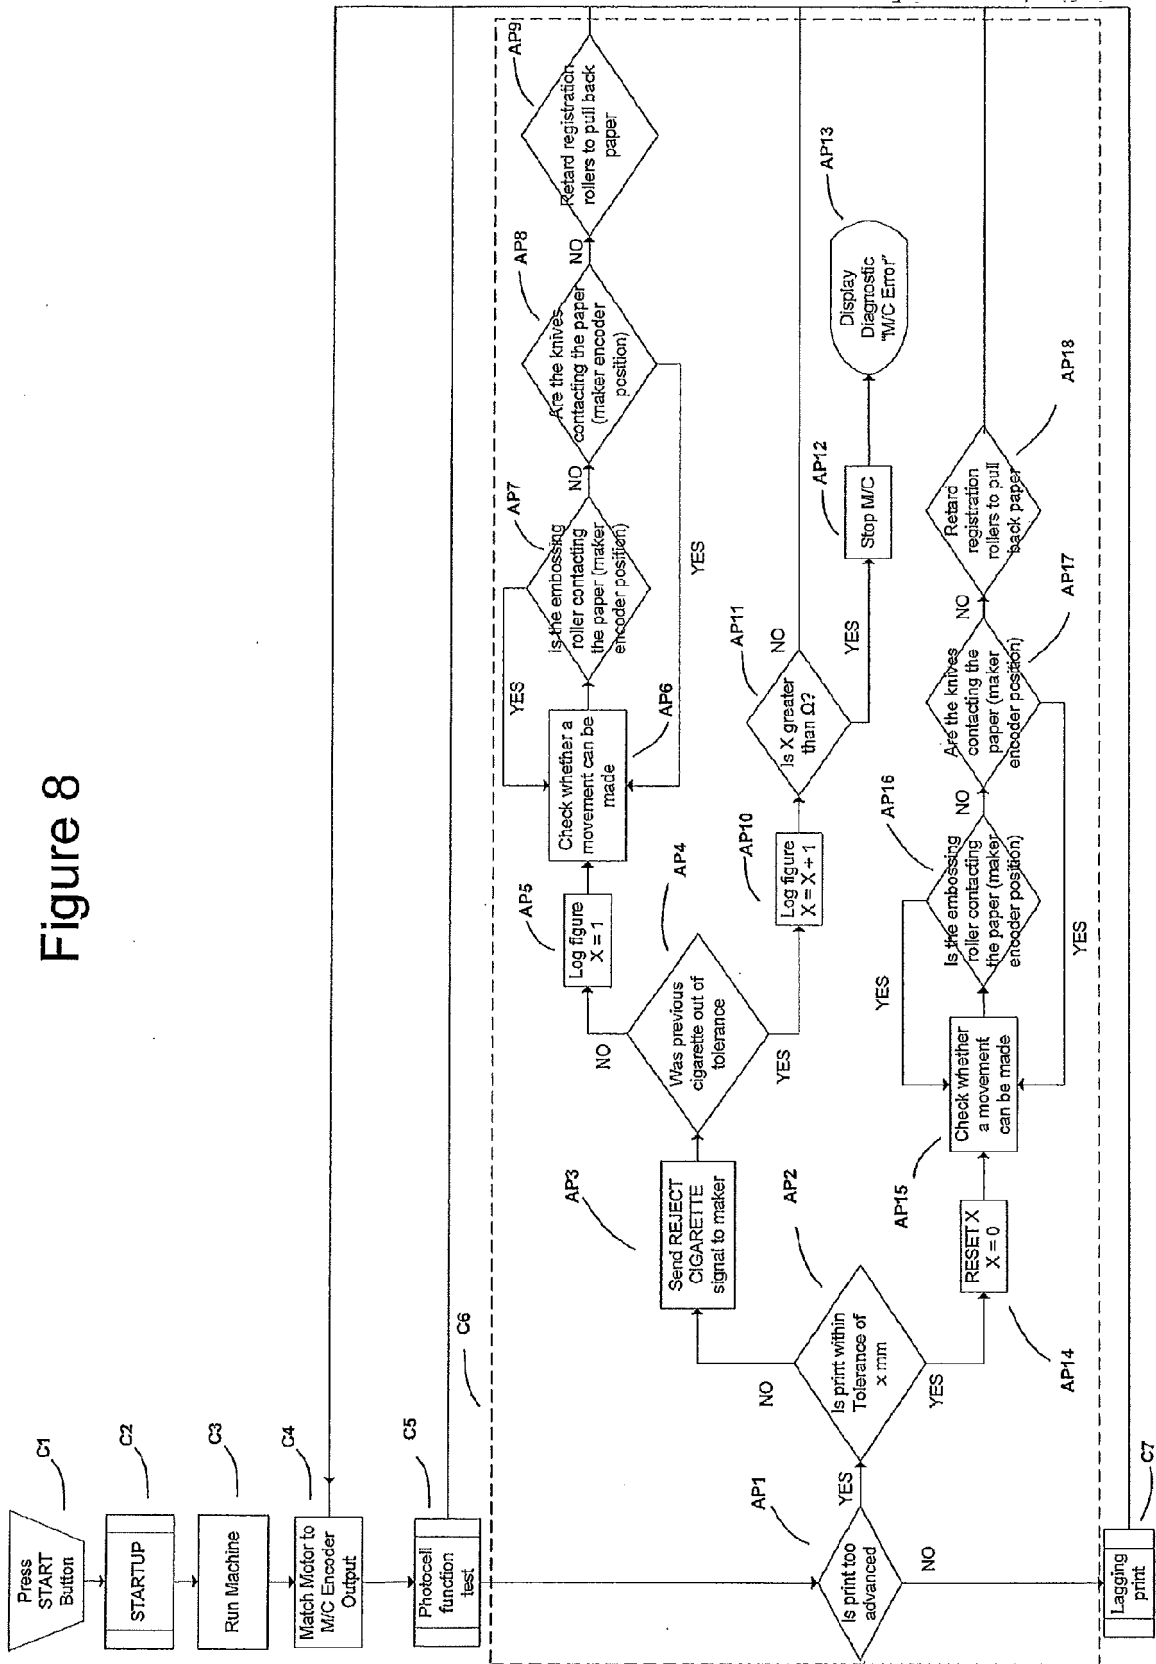 Figure 8
Press
START
Button
C1
STARTUP
C2
Run Machine
C3
Match Motor to
M/C Encoder
Output
C4
Photocell
function
test
C5
C6
Is print too
advanced
AP1
YES
NO
Lagging
print
C7
Is print within
Tolerance of
x mm
AP2
NO
YES
Send REJECT
CIGARETTE
signal to maker
AP3
Was previous
cigarette out of
tolerance
AP4
NO
YES
Log figure
X = 1
AP5
Check whether a
movement can be
made
AP6
YES
Is the embossing
roller contacting
the paper (maker
encoder position)
AP7
NO
Are the knives
contacting the paper
(maker encoder
position)
AP8
YES
NO
Retard registration
rollers to pull back
paper
AP9
Log figure
X = X + 1
AP10
Is X greater
than Ω?
AP11
NO
YES
Stop M/C
AP12
Display
Diagnostic
"M/C Error"
AP13
RESET X
X = 0
AP14
Check whether
a movement
can be made
AP15
YES
Is the embossing
roller contacting
the paper (maker
encoder position)
AP16
NO
Are the knives
contacting the
paper (maker
encoder position)
AP17
YES
NO
Retard
registration
rollers to pull
back paper
AP18